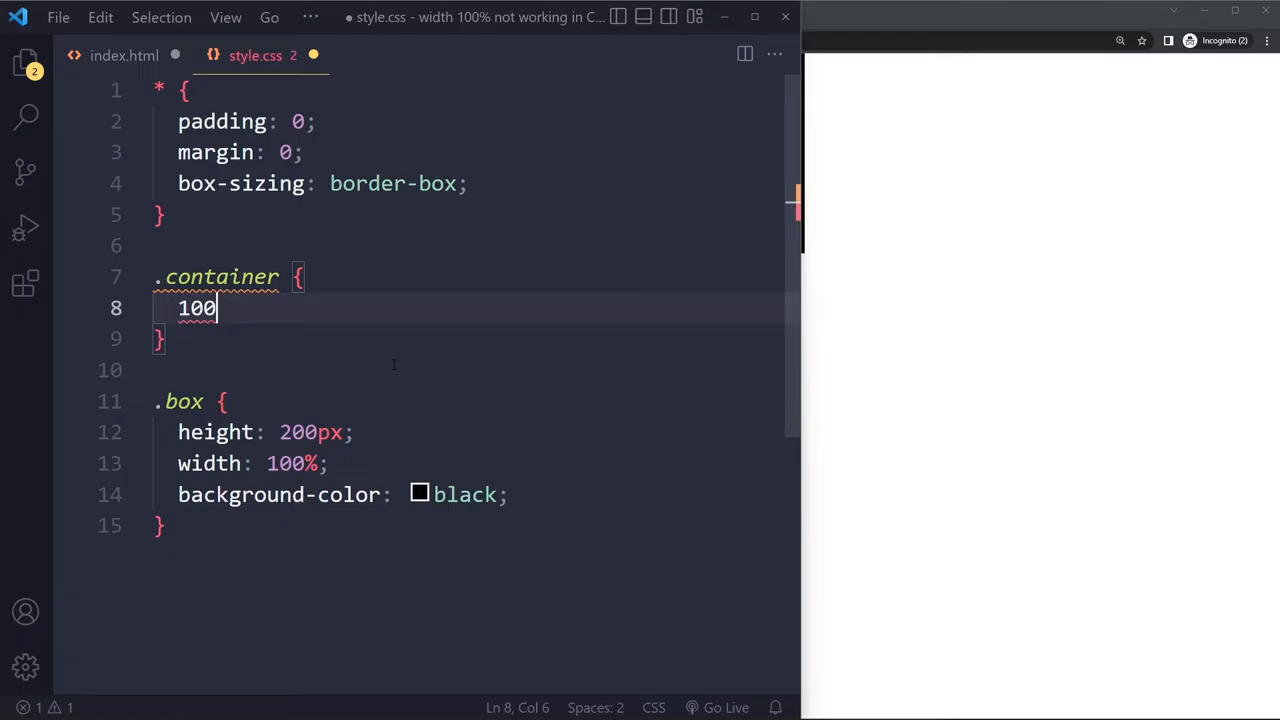 File Edit Selection View Go ··· ● style.css - width 100% not working in C...
Incognito (2)
index.html
style.css 2
2
1 * {
2 padding: 0;
3 margin: 0;
4 box-sizing: border-box;
5 }
6
7 .container {
8 100
9 }
10
11 .box {
12 height: 200px;
13 width: 100%;
14 background-color: black;
15 }
1 1
Ln 8, Col 6 Spaces: 2 CSS Go Live